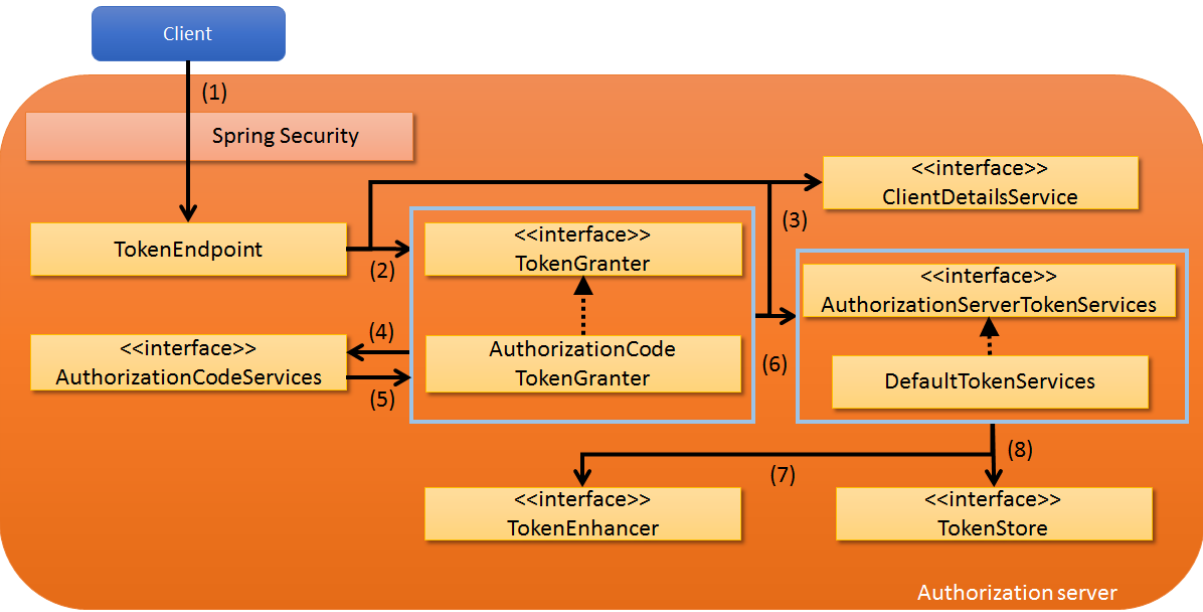 Client
(1)
Spring Security
<<interface>>
ClientDetailsService
(3)
TokenEndpoint
(2)
<<interface>>
TokenGranter
<<interface>>
AuthorizationServerTokenServices
(4)
<<interface>>
AuthorizationCodeServices
(5)
AuthorizationCode
TokenGranter
(6)
DefaultTokenServices
(7)
(8)
<<interface>>
TokenEnhancer
<<interface>>
TokenStore
Authorization server